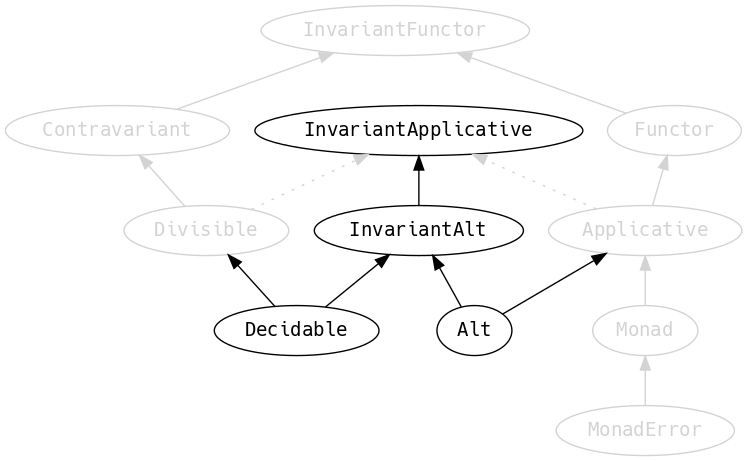 InvariantFunctor
Contravariant
InvariantApplicative
Functor
Divisible
InvariantAlt
Applicative
Decidable
Alt
Monad
MonadError